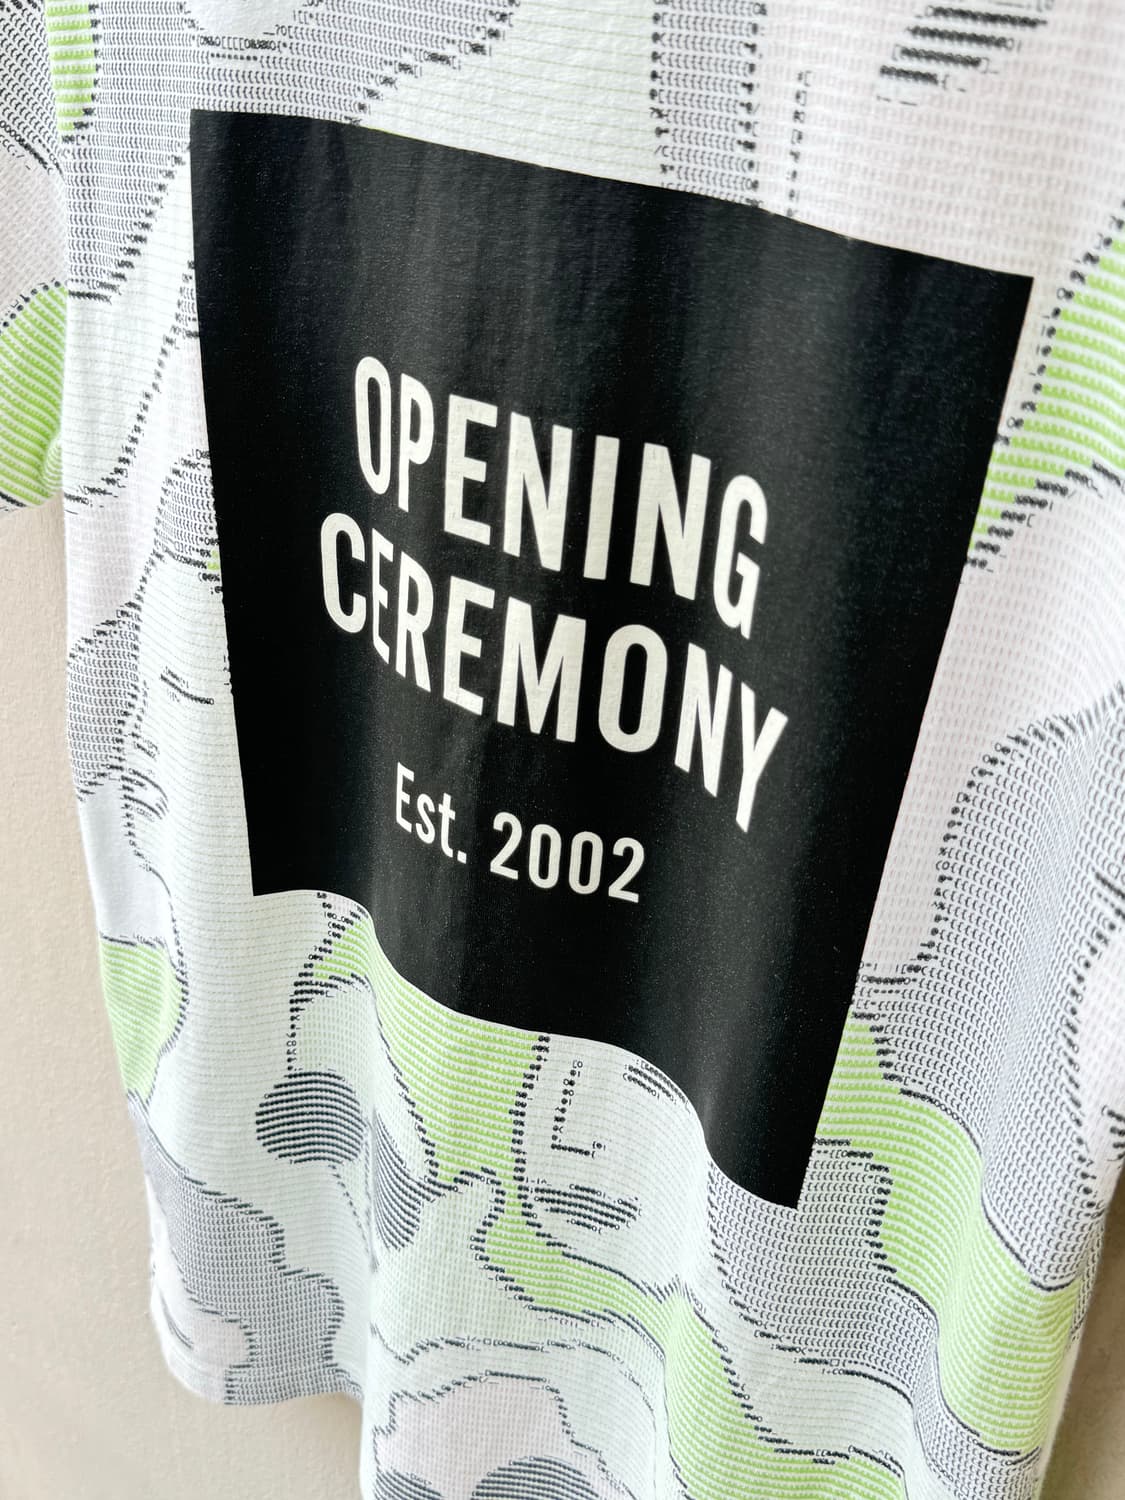 OPENING
CEREMONY
Est. 2002